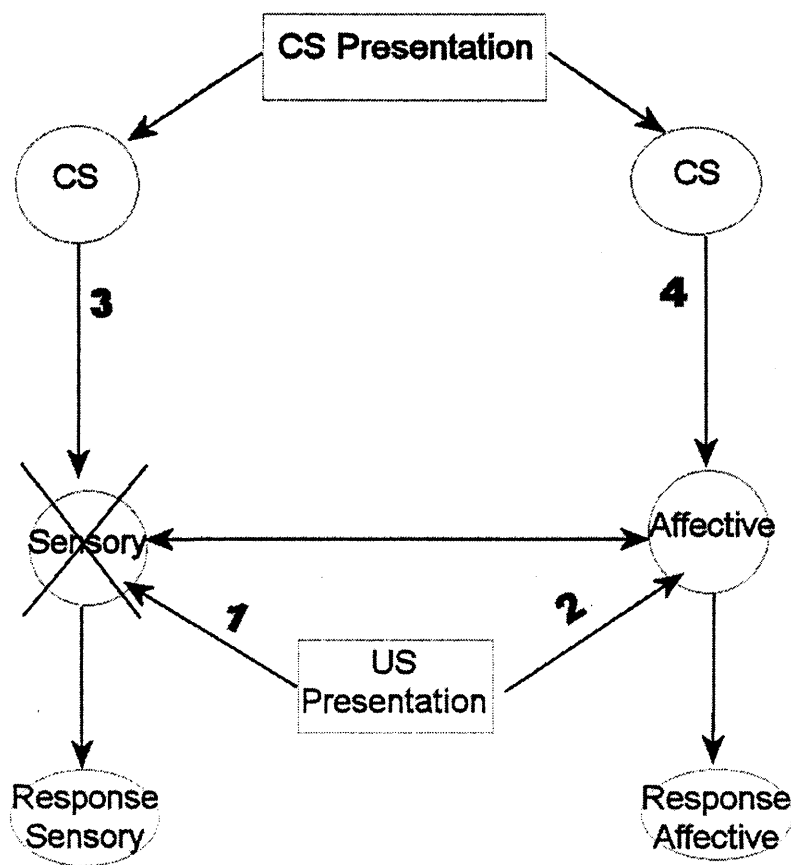 CS Presentation
CS
CS
3
4
Sensory
Affective
1
2
US
Presentation
Response
Sensory
Response
Affective